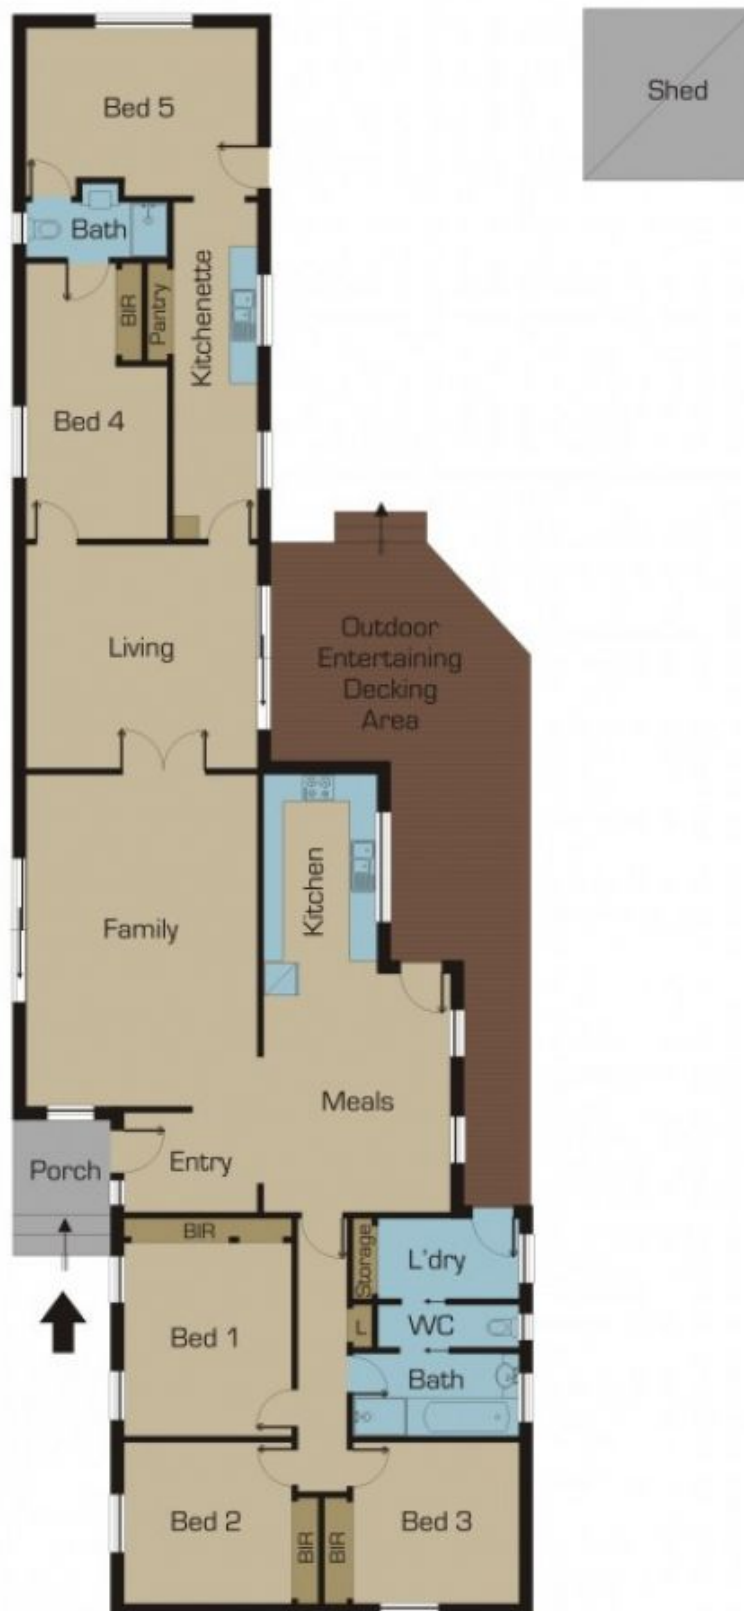 Shed
Bed 5
Bath
BIR
Pantry
Kitchenette
Bed 4
Living
Outdoor
Entertaining
Decking
Area
Kitchen
Family
Meals
Porch
Entry
BIR
Storage
L'dry
L
WC
Bed 1
Bath
Bed 2
BIR
BIR
Bed 3